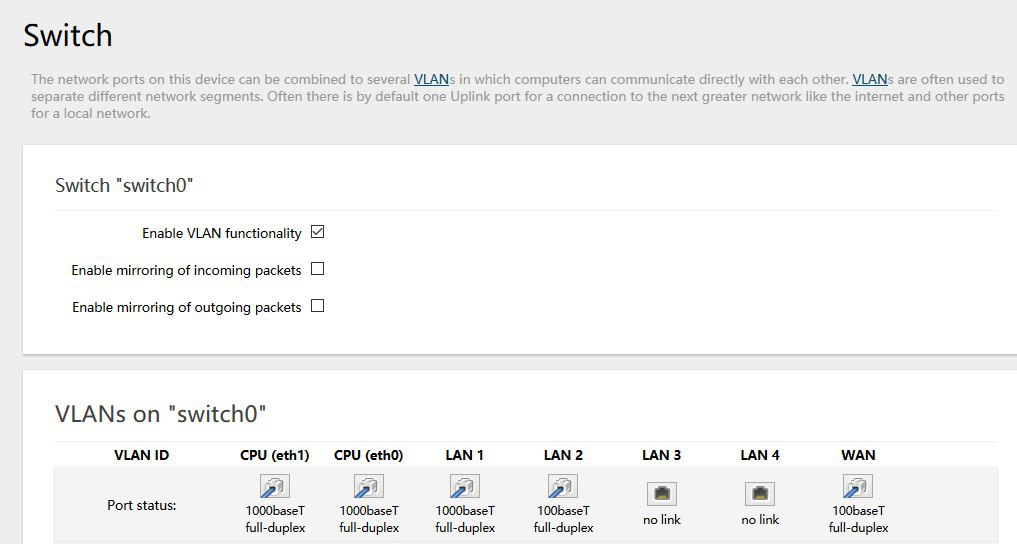 Switch
The network ports on this device can be combined to several VLANs in which computers can communicate directly with each other. VLANs are often used to
separate different network segments. Often there is by default one Uplink port for a connection to the next greater network like the internet and other ports
for a local network.
Switch "switch0"
Enable VLAN functionality
Enable mirroring of incoming packets
Enable mirroring of outgoing packets
VLANs on "switch0"
VLAN ID CPU (eth1) CPU (eth0) LAN 1 LAN 2 LAN 3 LAN 4 WAN
Port status:
1000baseT 1000baseT 1000baseT 100baseT no link no link 100baseT
full-duplex full-duplex full-duplex full-duplex full-duplex